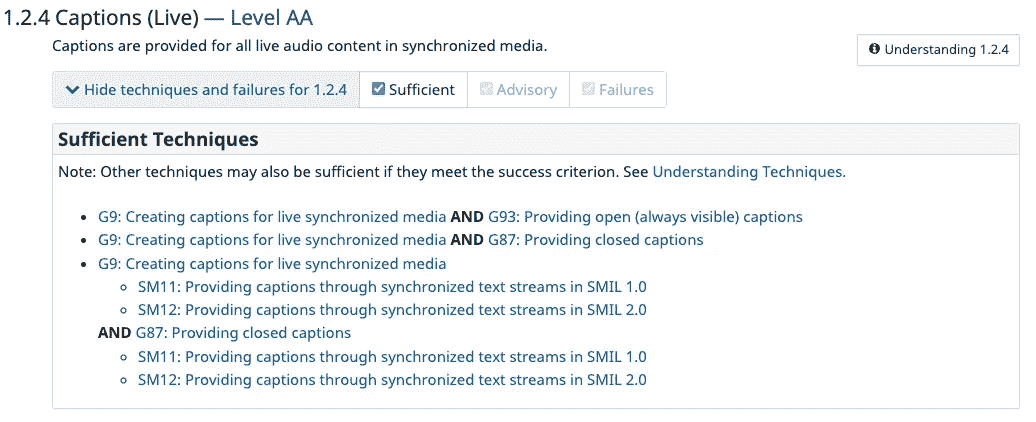 1.2.4 Captions (Live) — Level AA
Captions are provided for all live audio content in synchronized media.
Understanding 1.2.4
Hide techniques and failures for 1.2.4 Sufficient Advisory Failures
Sufficient Techniques
Note: Other techniques may also be sufficient if they meet the success criterion. See Understanding Techniques.
G9: Creating captions for live synchronized media AND G93: Providing open (always visible) captions
G9: Creating captions for live synchronized media AND G87: Providing closed captions
G9: Creating captions for live synchronized media
SM11: Providing captions through synchronized text streams in SMIL 1.0
SM12: Providing captions through synchronized text streams in SMIL 2.0
AND G87: Providing closed captions
SM11: Providing captions through synchronized text streams in SMIL 1.0
SM12: Providing captions through synchronized text streams in SMIL 2.0